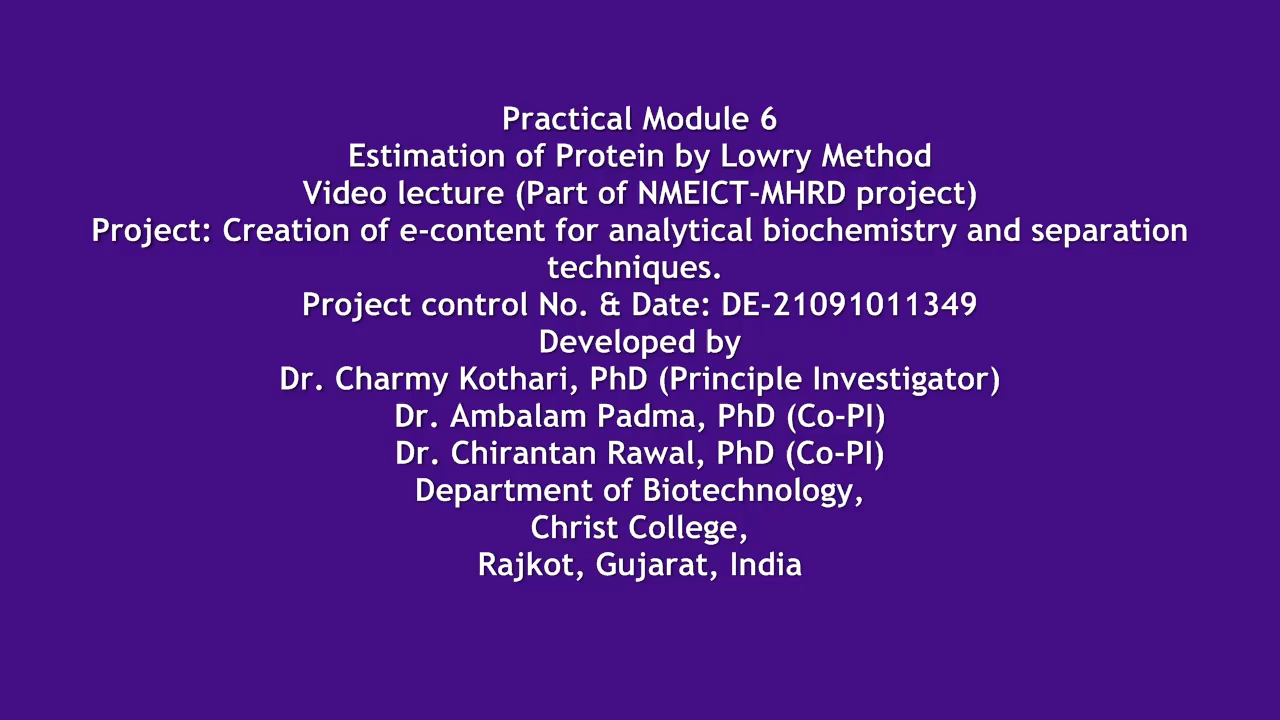 Practical Module 6
Estimation of Protein by Lowry Method
Video lecture (Part of NMEICT-MHRD project)
Project: Creation of e-content for analytical biochemistry and separation
techniques.
Project control No. & Date: DE-21091011349
Developed by
Dr. Charmy Kothari, PhD (Principle Investigator)
Dr. Ambalam Padma, PhD (Co-PI)
Dr. Chirantan Rawal, PhD (Co-PI)
Department of Biotechnology,
Christ College,
Rajkot, Gujarat, India